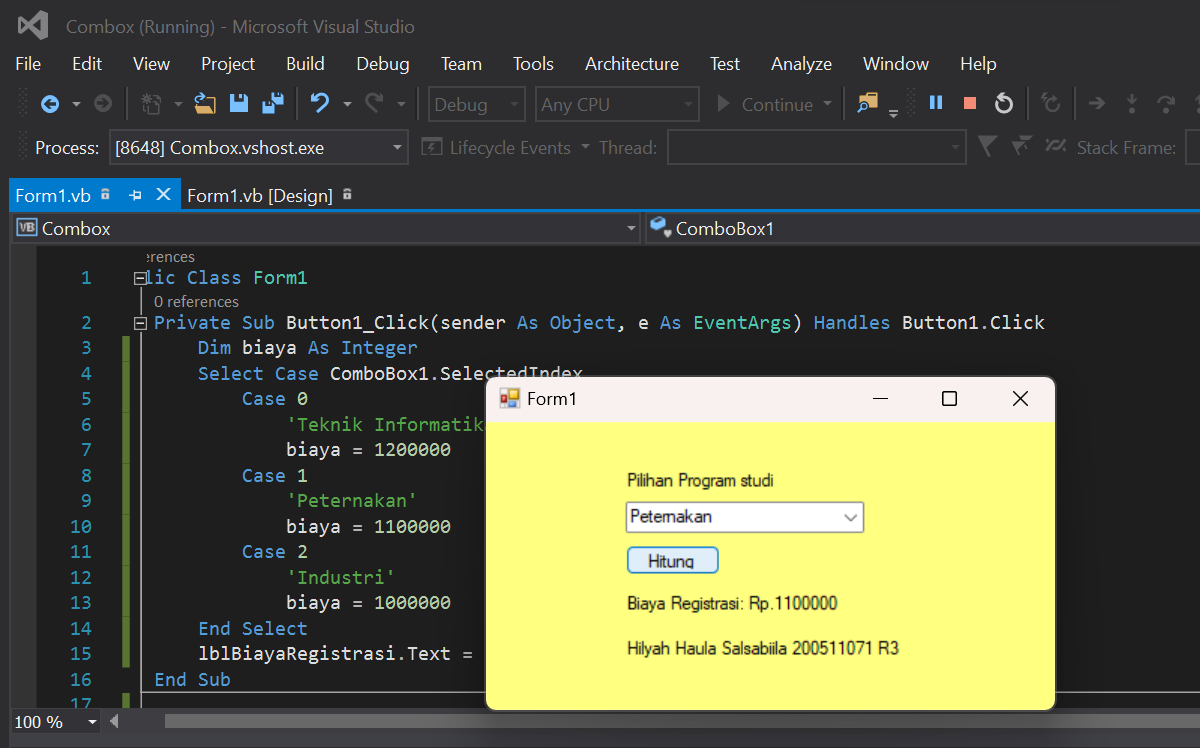 Combox (Running) - Microsoft Visual Studio
File Edit View Project Build Debug Team Tools Architecture Test Analyze Window Help
Debug Any CPU Continue
Process: [8648] Combox.vshost.exe Lifecycle Events Thread: Stack Frame:
Form1.vb Form1.vb [Design]
VB Combox ComboBox1
erences
1 lic Class Form1
0 references
2 Private Sub Button1_Click(sender As Object, e As EventArgs) Handles Button1.Click
3 Dim biaya As Integer
4 Select Case ComboBox1.SelectedIndex
5 Case 0
6 'Teknik Informatik
7 biaya = 1200000
8 Case 1
9 'Peternakan'
10 biaya = 1100000
11 Case 2
12 'Industri'
13 biaya = 1000000
14 End Select
15 lblBiayaRegistrasi.Text =
16 End Sub
17
100 %
Form1
Pilihan Program studi
Peternakan
Hitung
Biaya Registrasi: Rp.1100000
Hilyah Haula Salsabiila 200511071 R3